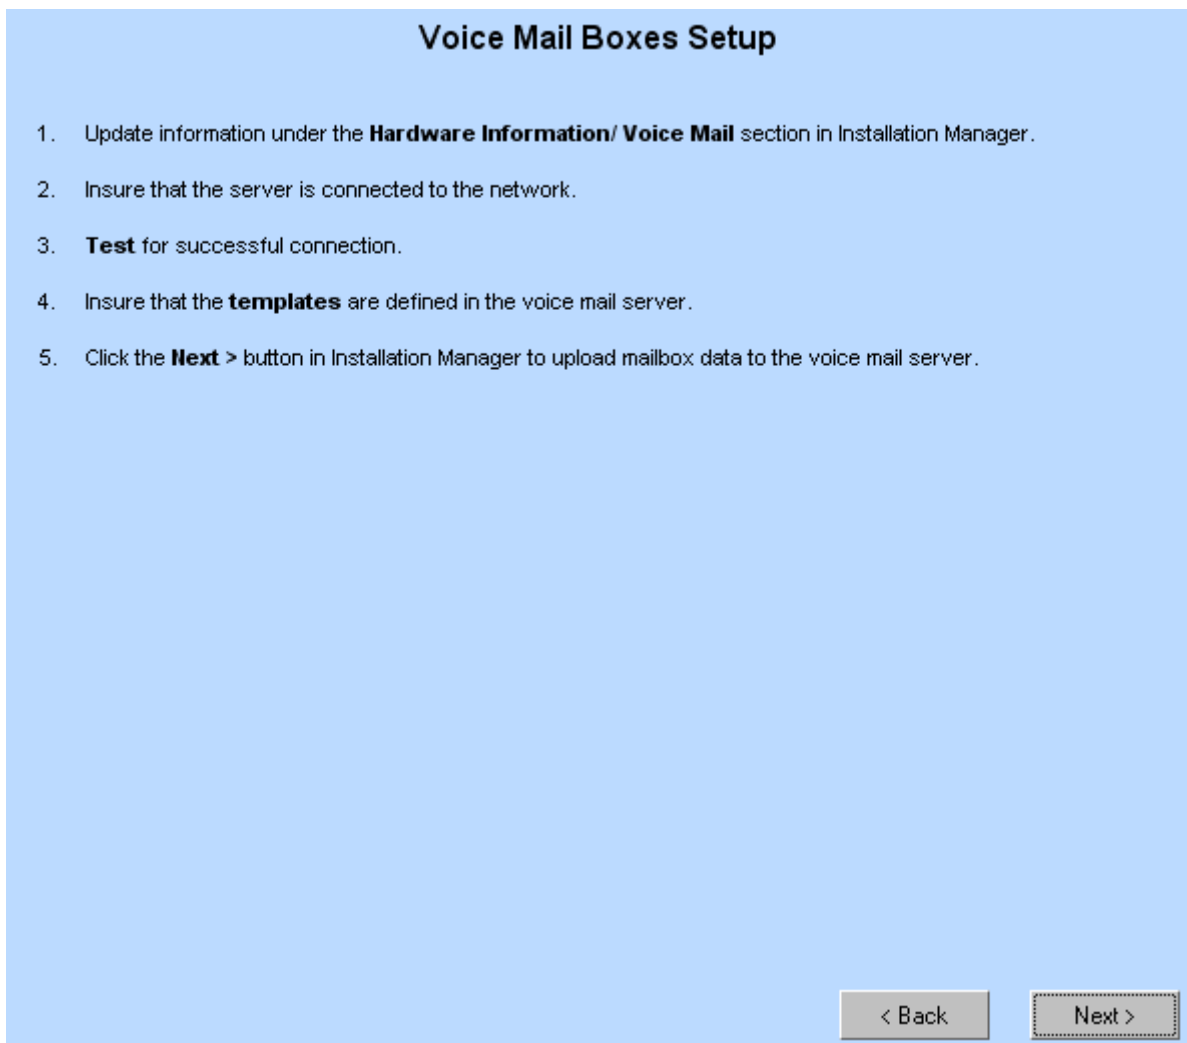 Voice Mail Boxes Setup
1. Update information under the Hardware Information/ Voice Mail section in Installation Manager.
2. Insure that the server is connected to the network.
3. Test for successful connection.
4. Insure that the templates are defined in the voice mail server.
5. Click the Next > button in Installation Manager to upload mailbox data to the voice mail server.
< Back Next >